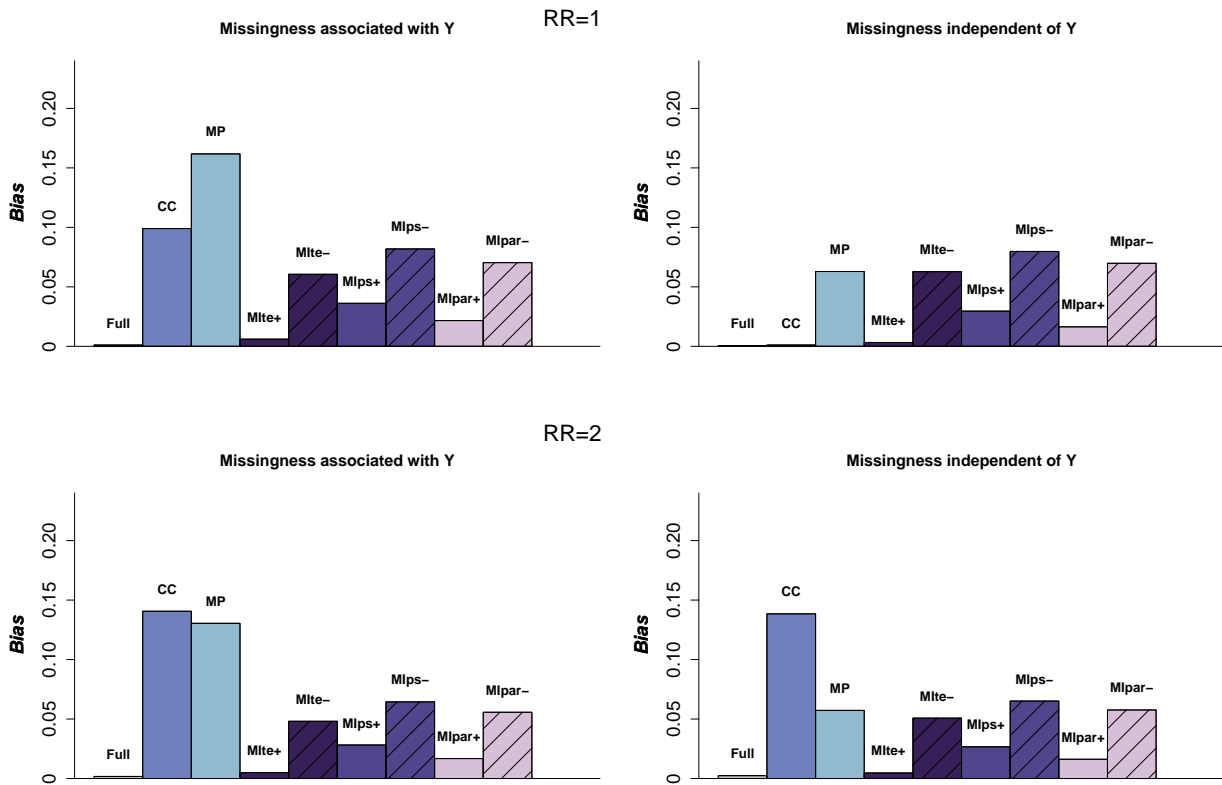 RR=1
Missingness associated with Y
Bias
0.20
0.15
0.10
0.05
0
Full
CC
MP
MIte+
MIte−
MIps+
MIps−
MIpar+
MIpar−
Missingness independent of Y
Bias
0.20
0.15
0.10
0.05
0
Full
CC
MP
MIte+
MIte−
MIps+
MIps−
MIpar+
MIpar−
RR=2
Missingness associated with Y
Bias
0.20
0.15
0.10
0.05
0
Full
CC
MP
MIte+
MIte−
MIps+
MIps−
MIpar+
MIpar−
Missingness independent of Y
Bias
0.20
0.15
0.10
0.05
0
Full
CC
MP
MIte+
MIte−
MIps+
MIps−
MIpar+
MIpar−